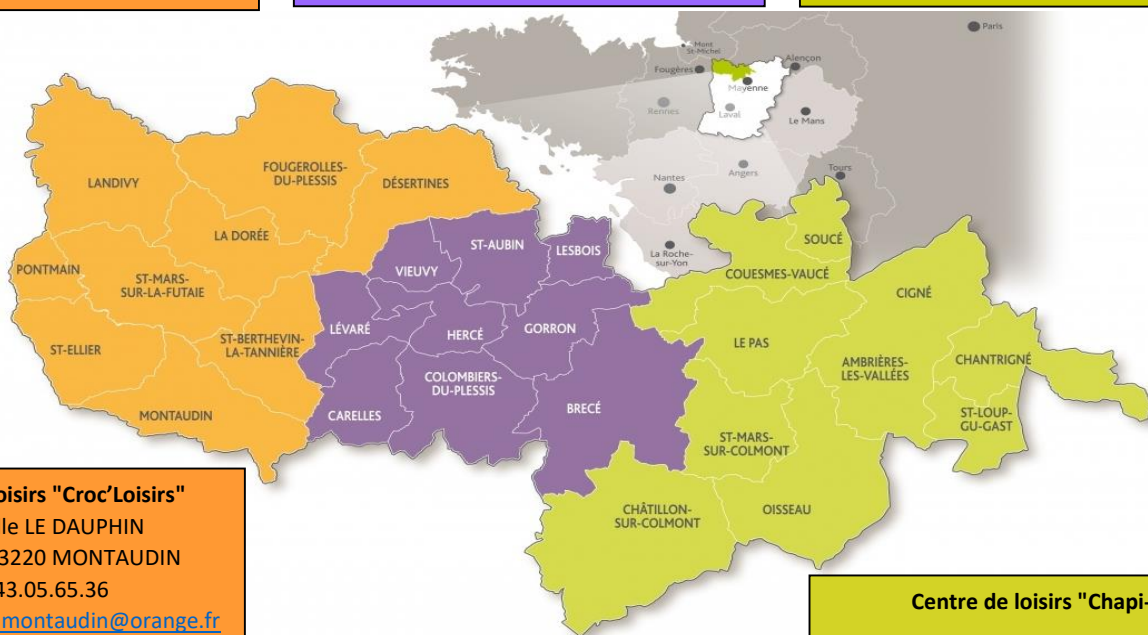 Paris
Mont
St-Michel
Alençon
Fougères
Mayenne
Rennes
Laval
Le Mans
Angers
Nantes
Tours
La Roche-
sur-Yon
LANDIVY
FOUGEROLLES-
DU-PLESSIS
DÉSERTINES
LA DORÉE
PONTMAIN
ST-MARS-
SUR-LA-FUTAIE
ST-ELLIER
ST-BERTHEVIN-
LA-TANNIÈRE
MONTAUDIN
ST-AUBIN
LESBOIS
VIEUVY
LÉVARÉ
HERCÉ
GORRON
COLOMBIERS-
DU-PLESSIS
CARELLES
BRECÉ
SOUCÉ
COUESMES-VAUCÉ
CIGNÉ
LE PAS
AMBRIÈRES-
LES-VALLÉES
CHANTRIGNÉ
ST-LOUP-
GU-GAST
ST-MARS-
SUR-COLMONT
CHÂTILLON-
SUR-COLMONT
OISSEAU
oisirs "Croc'Loisirs"
le LE DAUPHIN
3220 MONTAUDIN
43.05.65.36
montaudin@orange.fr
Centre de loisirs "Chapi-